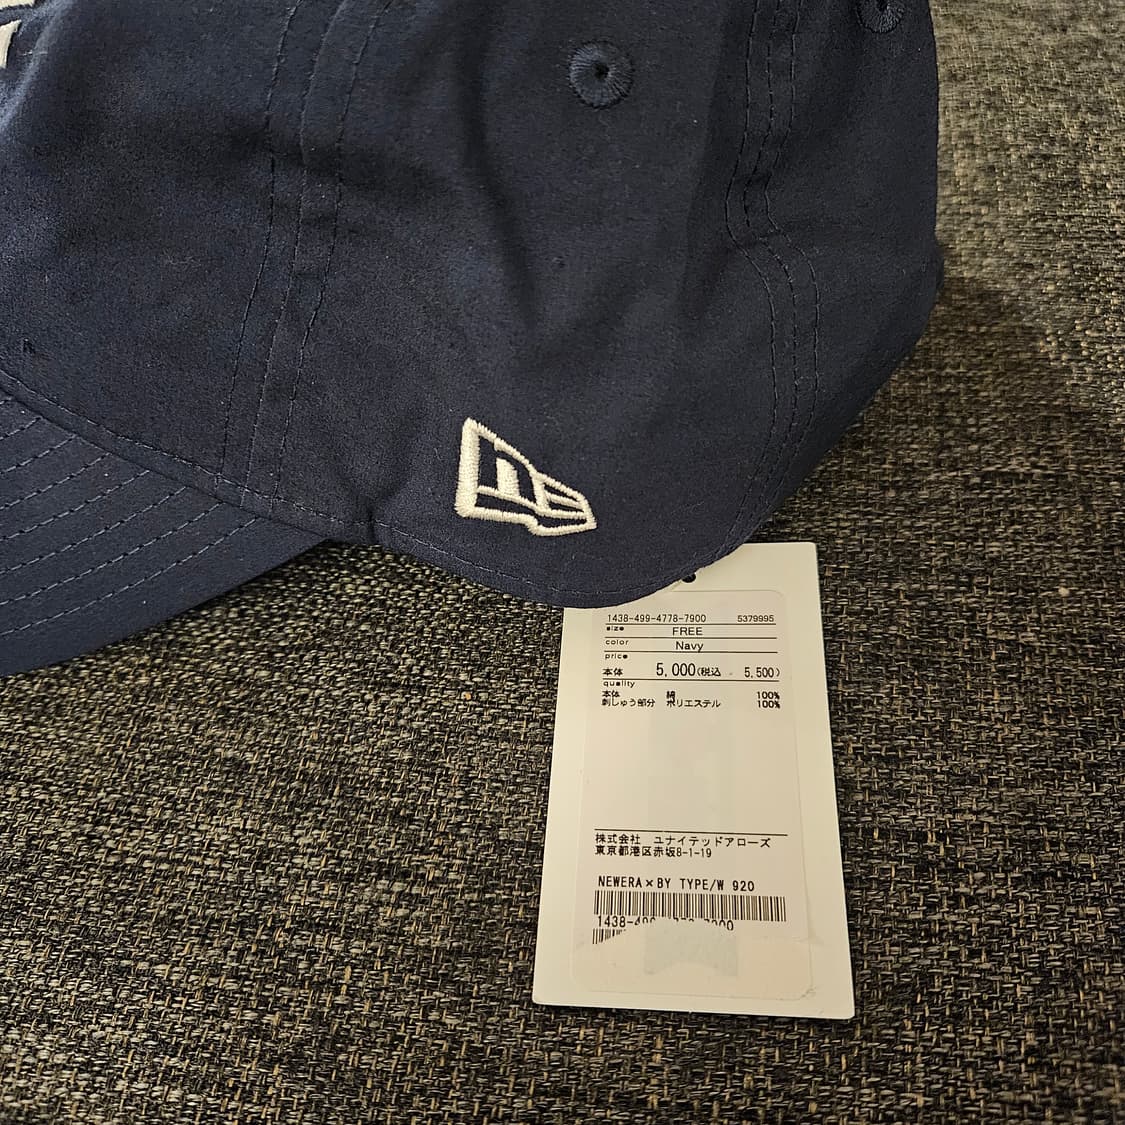 1438-499-4778-7900 5379995
size FREE
color Navy
price
本体 5,000(税込 5,500)
quality
本体 綿 100%
刺しゅう部分 ポリエステル 100%
株式会社 ユナイテッドアローズ
東京都港区赤坂8-1-19
NEWERA×BY TYPE/W 920